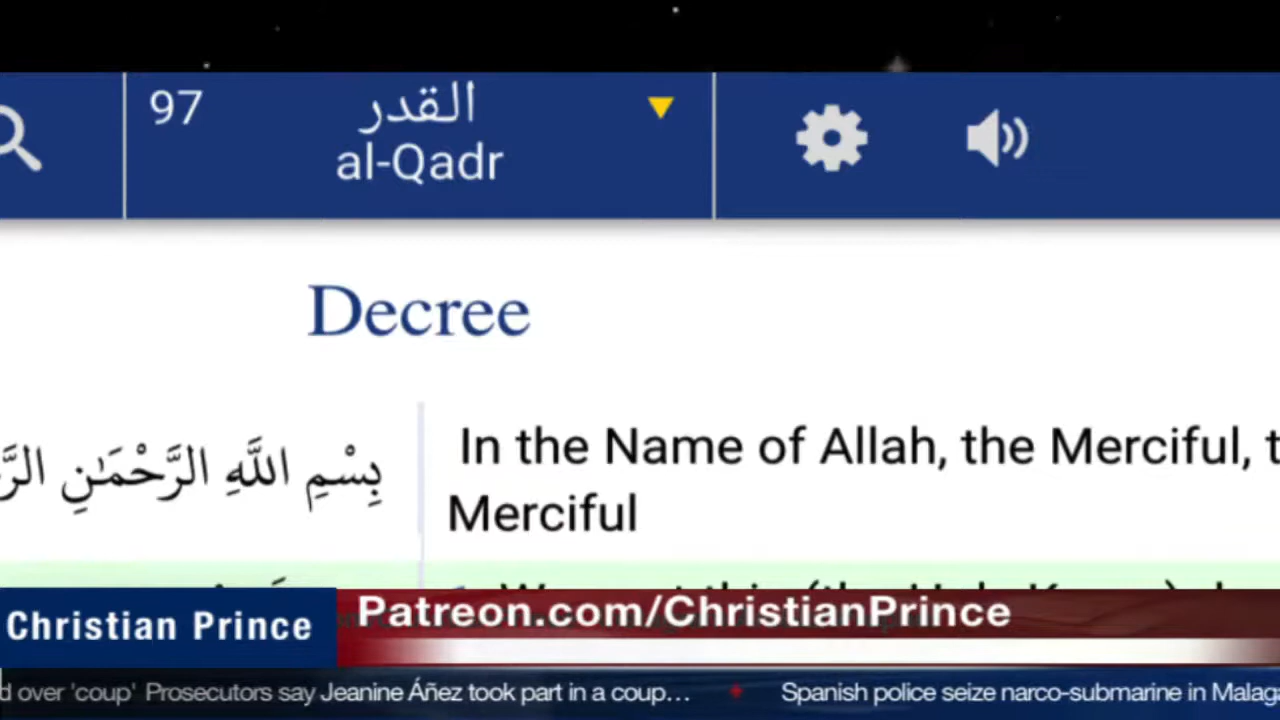 97
القدر
al-Qadr
Decree
بِسْمِ اللَّهِ الرَّحْمَٰنِ
In the Name of Allah, the Merciful,
Merciful
Christian Prince
Patreon.com/ChristianPrince
over 'coup' Prosecutors say Jeanine Áñez took part in a coup… Spanish police seize narco-submarine in